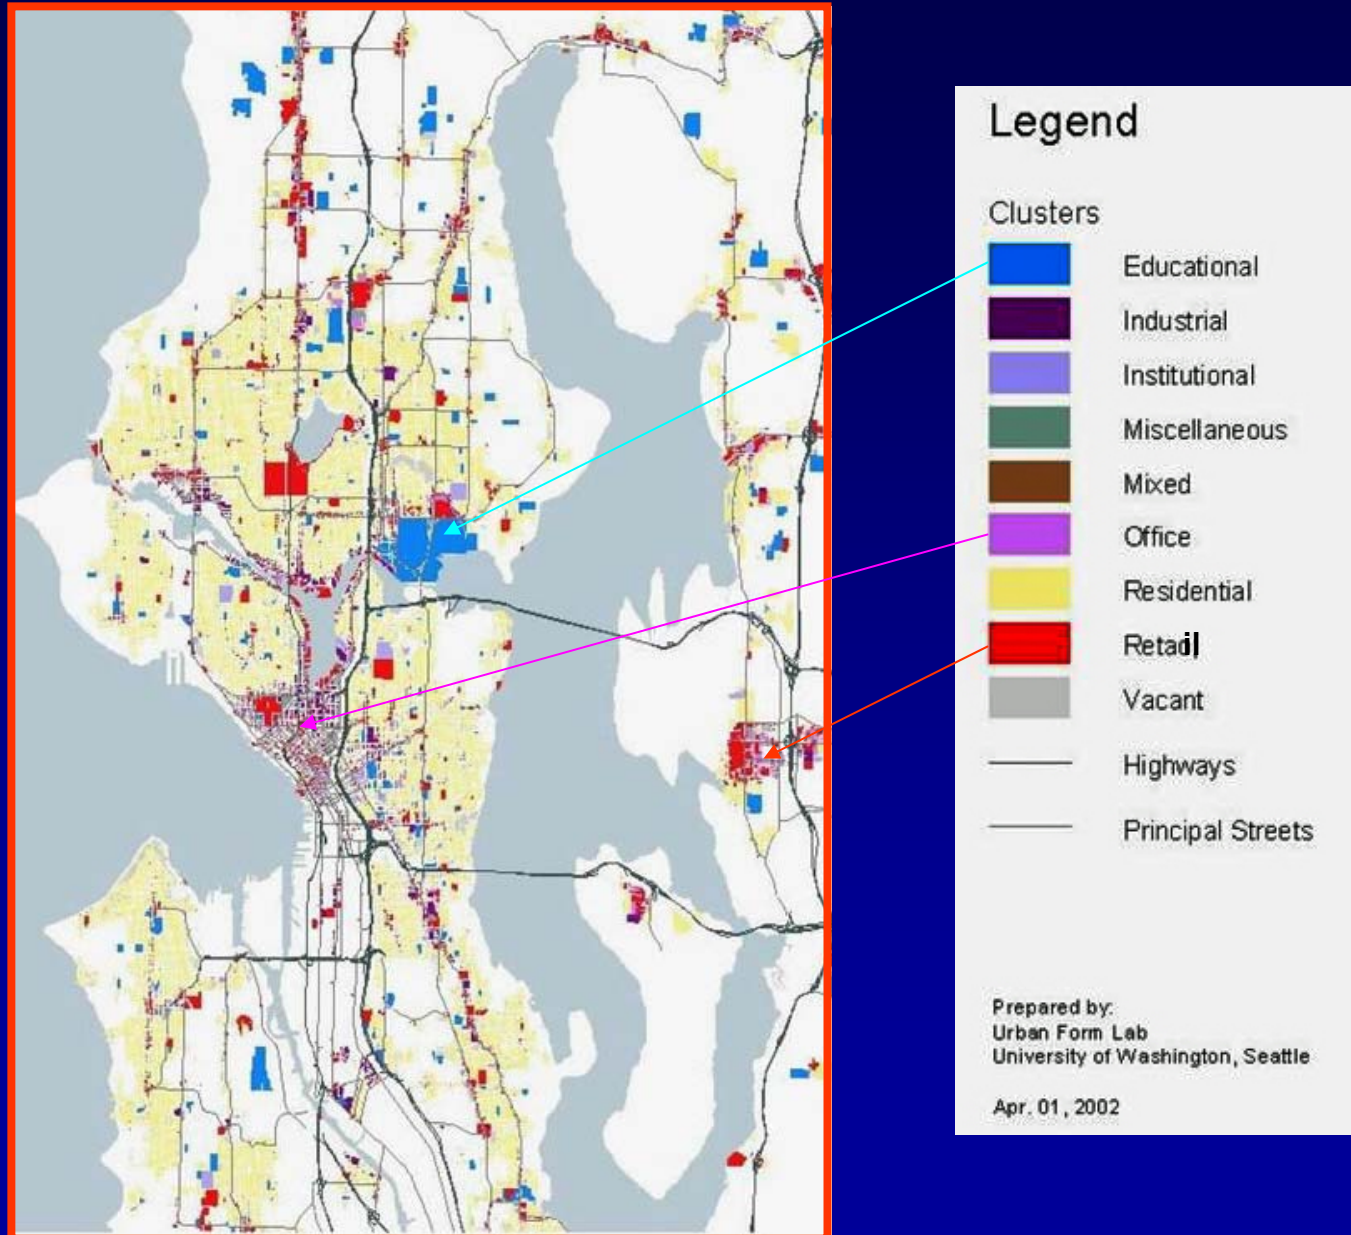 Legend
Clusters
Educational
Industrial
Institutional
Miscellaneous
Mixed
Office
Residential
Retail
Vacant
Highways
Principal Streets
Prepared by:
Urban Form Lab
University of Washington, Seattle
Apr. 01, 2002